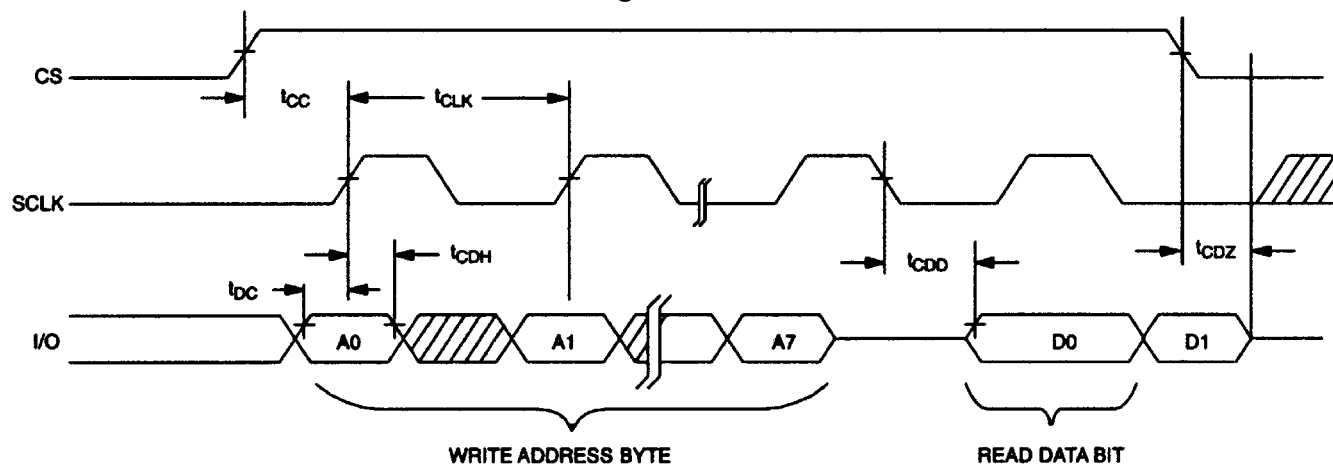 CS
tCC
tCLK
SCLK
tCDH
tCDD
tCDZ
tDC
I/O
A0
A1
A7
D0
D1
WRITE ADDRESS BYTE
READ DATA BIT